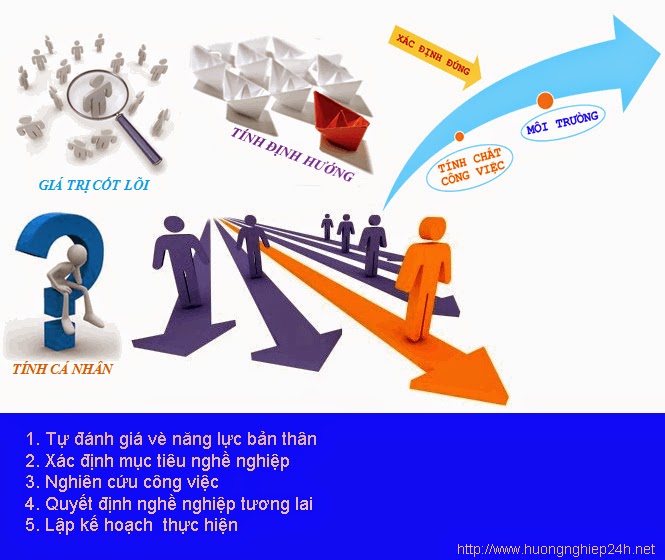 XÁC ĐỊNH ĐÚNG
MÔI TRƯỜNG
TÍNH ĐỊNH HƯỚNG
TÍNH CHẤT
CÔNG VIỆC
GIÁ TRỊ CỐT LÕI
TÍNH CÁ NHÂN
1. Tự đánh giá vè năng lực bản thân
2. Xác định mục tiêu nghề nghiệp
3. Nghiên cứu công việc
4. Quyết định nghề nghiệp tương lai
5. Lập kế hoạch thực hiện
http://www.huongnghiep24h.net